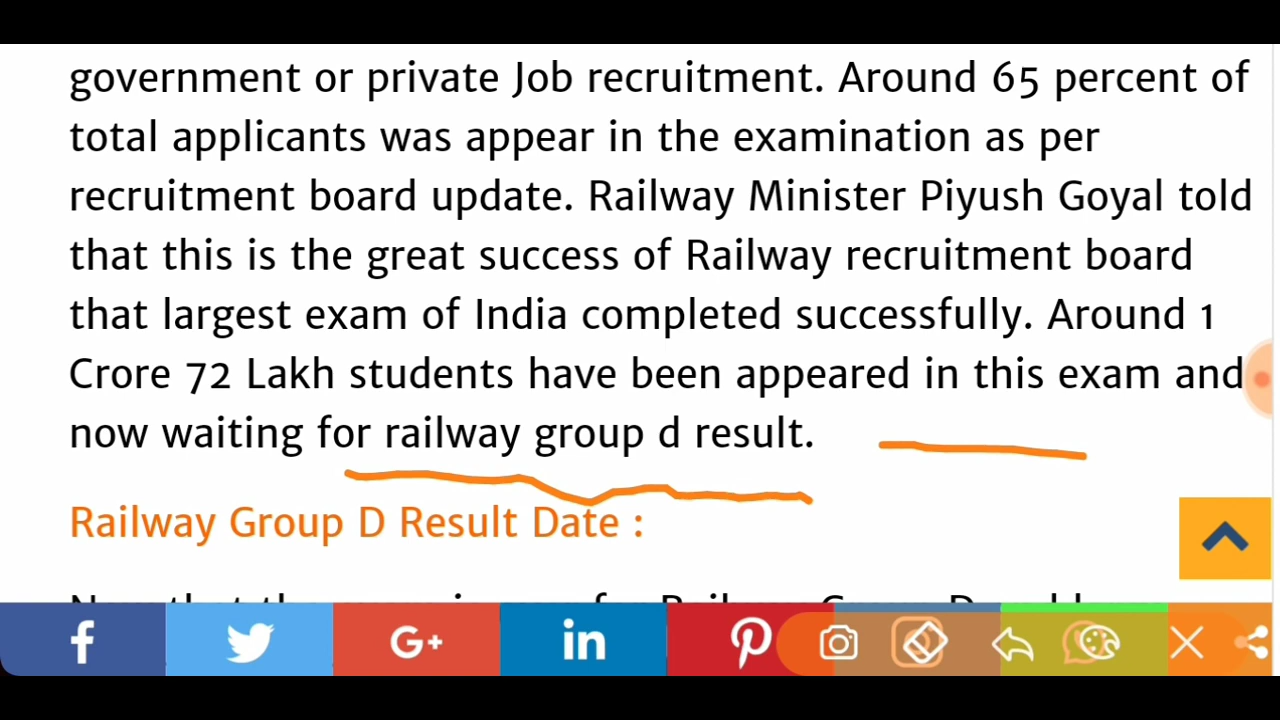 government or private Job recruitment. Around 65 percent of
total applicants was appear in the examination as per
recruitment board update. Railway Minister Piyush Goyal told
that this is the great success of Railway recruitment board
that largest exam of India completed successfully. Around 1
Crore 72 Lakh students have been appeared in this exam and
now waiting for railway group d result.
Railway Group D Result Date :